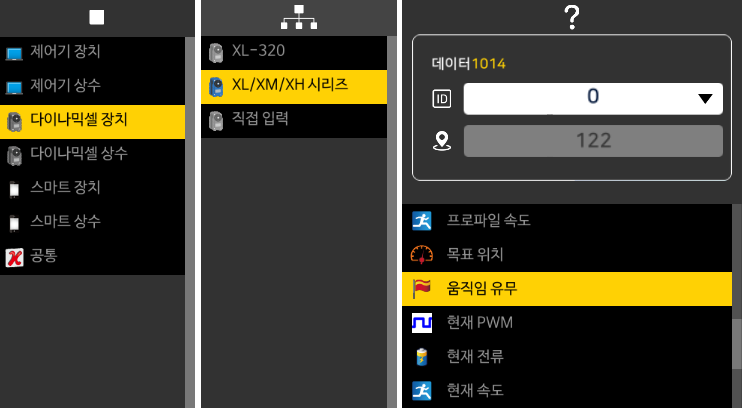 제어기 장치
제어기 상수
다이나믹셀 장치
다이나믹셀 상수
스마트 장치
스마트 상수
공통
XL-320
XL/XM/XH 시리즈
직접 입력
?
데이터1014
ID
0
122
프로파일 속도
목표 위치
움직임 유무
현재 PWM
현재 전류
현재 속도